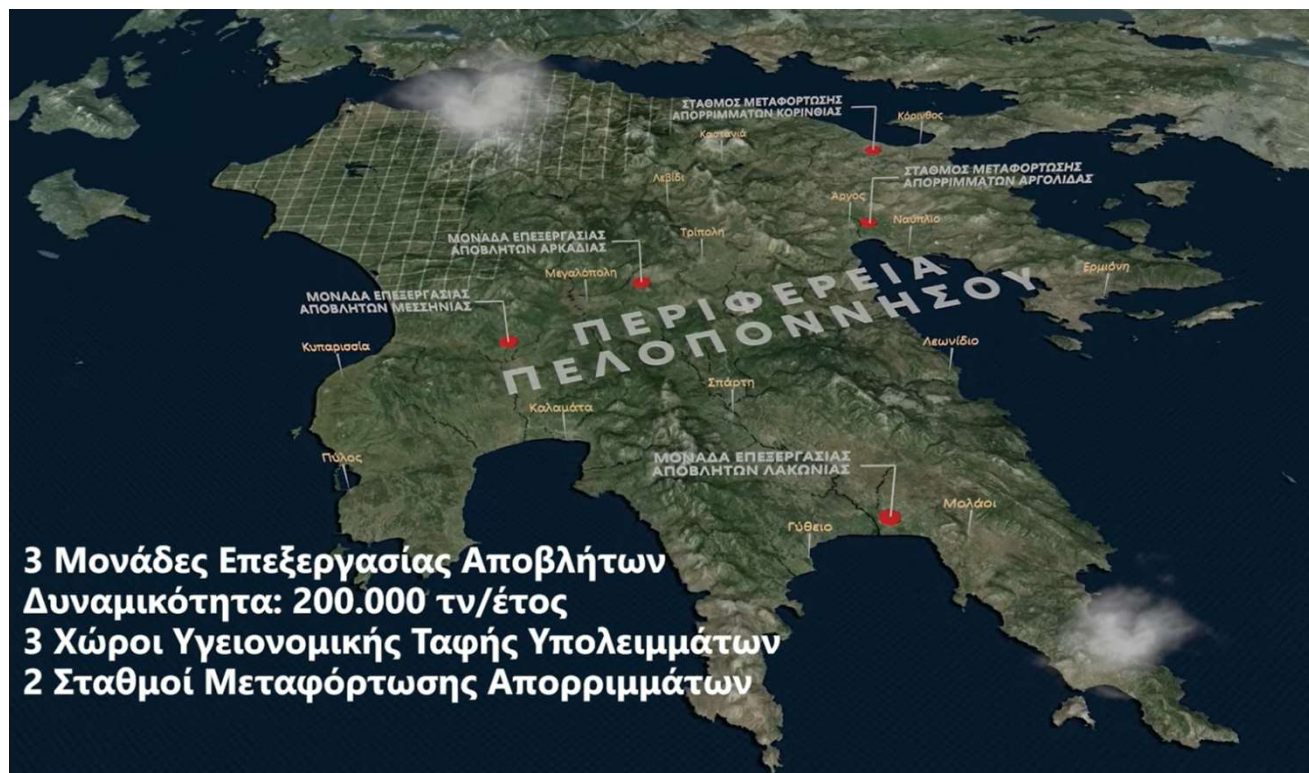 ΣΤΑΘΜΟΣ ΜΕΤΑΦΟΡΤΩΣΗΣ
ΑΠΟΡΡΙΜΜΑΤΩΝ ΚΟΡΙΝΘΙΑΣ
Κόρινθος
Καστανιά
ΣΤΑΘΜΟΣ ΜΕΤΑΦΟΡΤΩΣΗΣ
ΑΠΟΡΡΙΜΜΑΤΩΝ ΑΡΓΟΛΙΔΑΣ
Λεβίδι
Άργος
Ναύπλιο
Τρίπολη
ΜΟΝΑΔΑ ΕΠΕΞΕΡΓΑΣΙΑΣ
ΑΠΟΒΛΗΤΩΝ ΑΡΚΑΔΙΑΣ
Μεγαλόπολη
Ερμιόνη
ΠΕΡΙΦΕΡΕΙΑ
ΠΕΛΟΠΟΝΝΗΣΟΥ
ΜΟΝΑΔΑ ΕΠΕΞΕΡΓΑΣΙΑΣ
ΑΠΟΒΛΗΤΩΝ ΜΕΣΣΗΝΙΑΣ
Κυπαρισσία
Λεωνίδιο
Σπάρτη
Καλαμάτα
Πύλος
ΜΟΝΑΔΑ ΕΠΕΞΕΡΓΑΣΙΑΣ
ΑΠΟΒΛΗΤΩΝ ΛΑΚΩΝΙΑΣ
Μολάοι
Γύθειο
3 Μονάδες Επεξεργασίας Αποβλήτων
Δυναμικότητα: 200.000 τν/έτος
3 Χώροι Υγειονομικής Ταφής Υπολειμμάτων
2 Σταθμοί Μεταφόρτωσης Απορριμμάτων